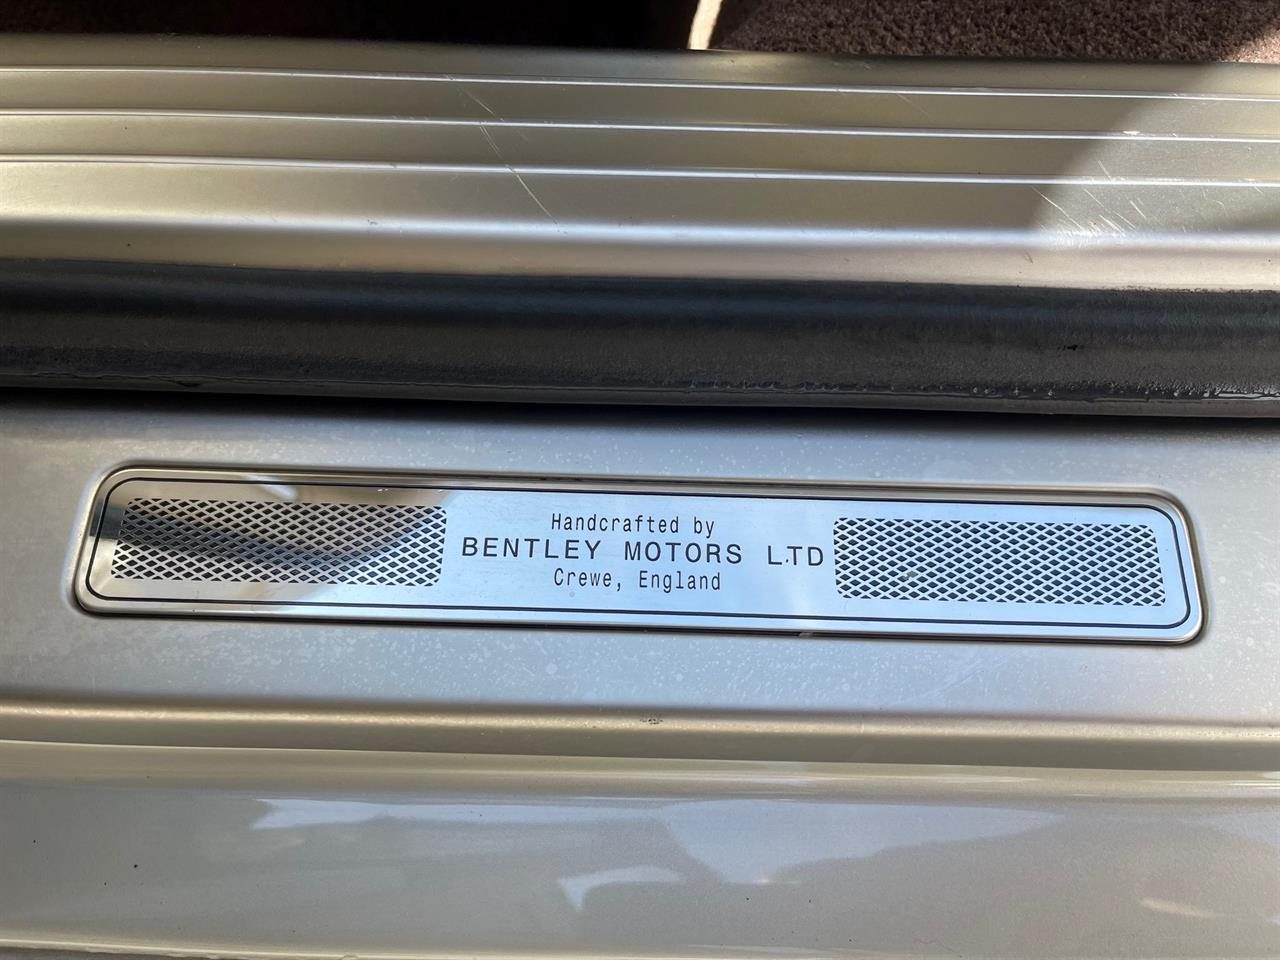 Handcrafted by
BENTLEY MOTORS LTD
Crewe, England